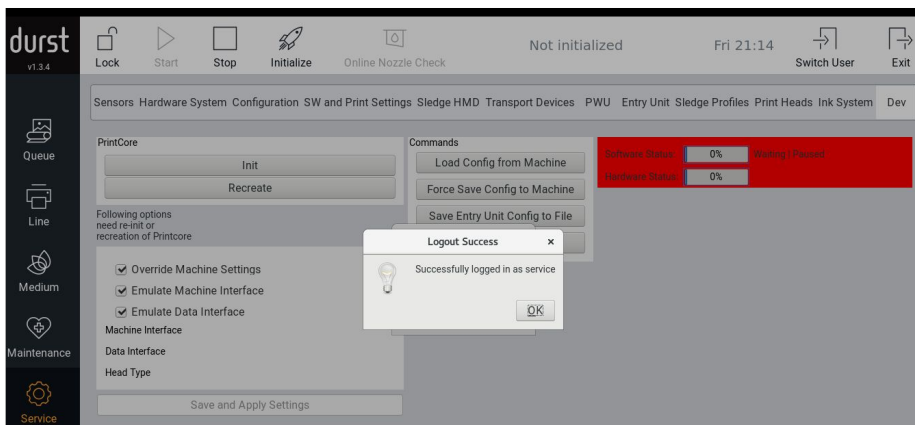 durst
v1.3.4
Lock
Start
Stop
Initialize
Online Nozzle Check
Not initialized
Fri 21:14
Switch User
Exit
Sensors Hardware System Configuration SW and Print Settings Sledge HMD Transport Devices PWU Entry Unit Sledge Profiles Print Heads Ink System Dev
Queue
Line
Medium
Maintenance
Service
PrintCore
Init
Recreate
Following options
need re-init or
recreation of Printcore
Override Machine Settings
Emulate Machine Interface
Emulate Data Interface
Machine Interface
Data Interface
Head Type
Save and Apply Settings
Commands
Load Config from Machine
Force Save Config to Machine
Save Entry Unit Config to File
Software Status: 0% Waiting | Paused
Hardware Status: 0%
Logout Success ×
Successfully logged in as service
OK